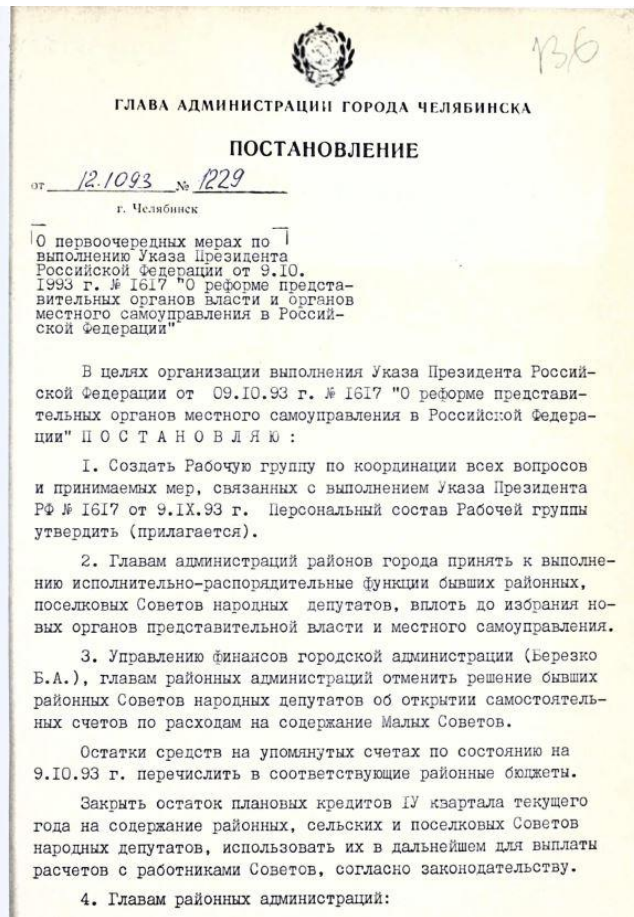 136
ГЛАВА АДМИНИСТРАЦИИ ГОРОДА ЧЕЛЯБИНСКА
ПОСТАНОВЛЕНИЕ
от 12.1093 № 1229
г. Челябинск
О первоочередных мерах по
выполнению Указа Президента
Российской Федерации от 9.10.
1993 г. № 1617 "О реформе предста-
вительных органов власти и органов
местного самоуправления в Россий-
ской Федерации"
В целях организации выполнения Указа Президента Россий-
ской Федерации от 09.10.93 г. № 1617 "О реформе представи-
тельных органов местного самоуправления в Российской Федера-
ции" П О С Т А Н О В Л Я Ю :
I. Создать Рабочую группу по координации всех вопросов
и принимаемых мер, связанных с выполнением Указа Президента
РФ № 1617 от 9.IX.93 г. Персональный состав Рабочей группы
утвердить (прилагается).
2. Главам администраций районов города принять к выполне-
нию исполнительно-распорядительные функции бывших районных,
поселковых Советов народных депутатов, вплоть до избрания но-
вых органов представительной власти и местного самоуправления.
3. Управлению финансов городской администрации (Березко
Б.А.), главам районных администраций отменить решение бывших
районных Советов народных депутатов об открытии самостоятель-
ных счетов по расходам на содержание Малых Советов.
Остатки средств на упомянутых счетах по состоянию на
9.10.93 г. перечислить в соответствующие районные бюджеты.
Закрыть остаток плановых кредитов IУ квартала текущего
года на содержание районных, сельских и поселковых Советов
народных депутатов, использовать их в дальнейшем для выплаты
расчетов с работниками Советов, согласно законодательству.
4. Главам районных администраций: